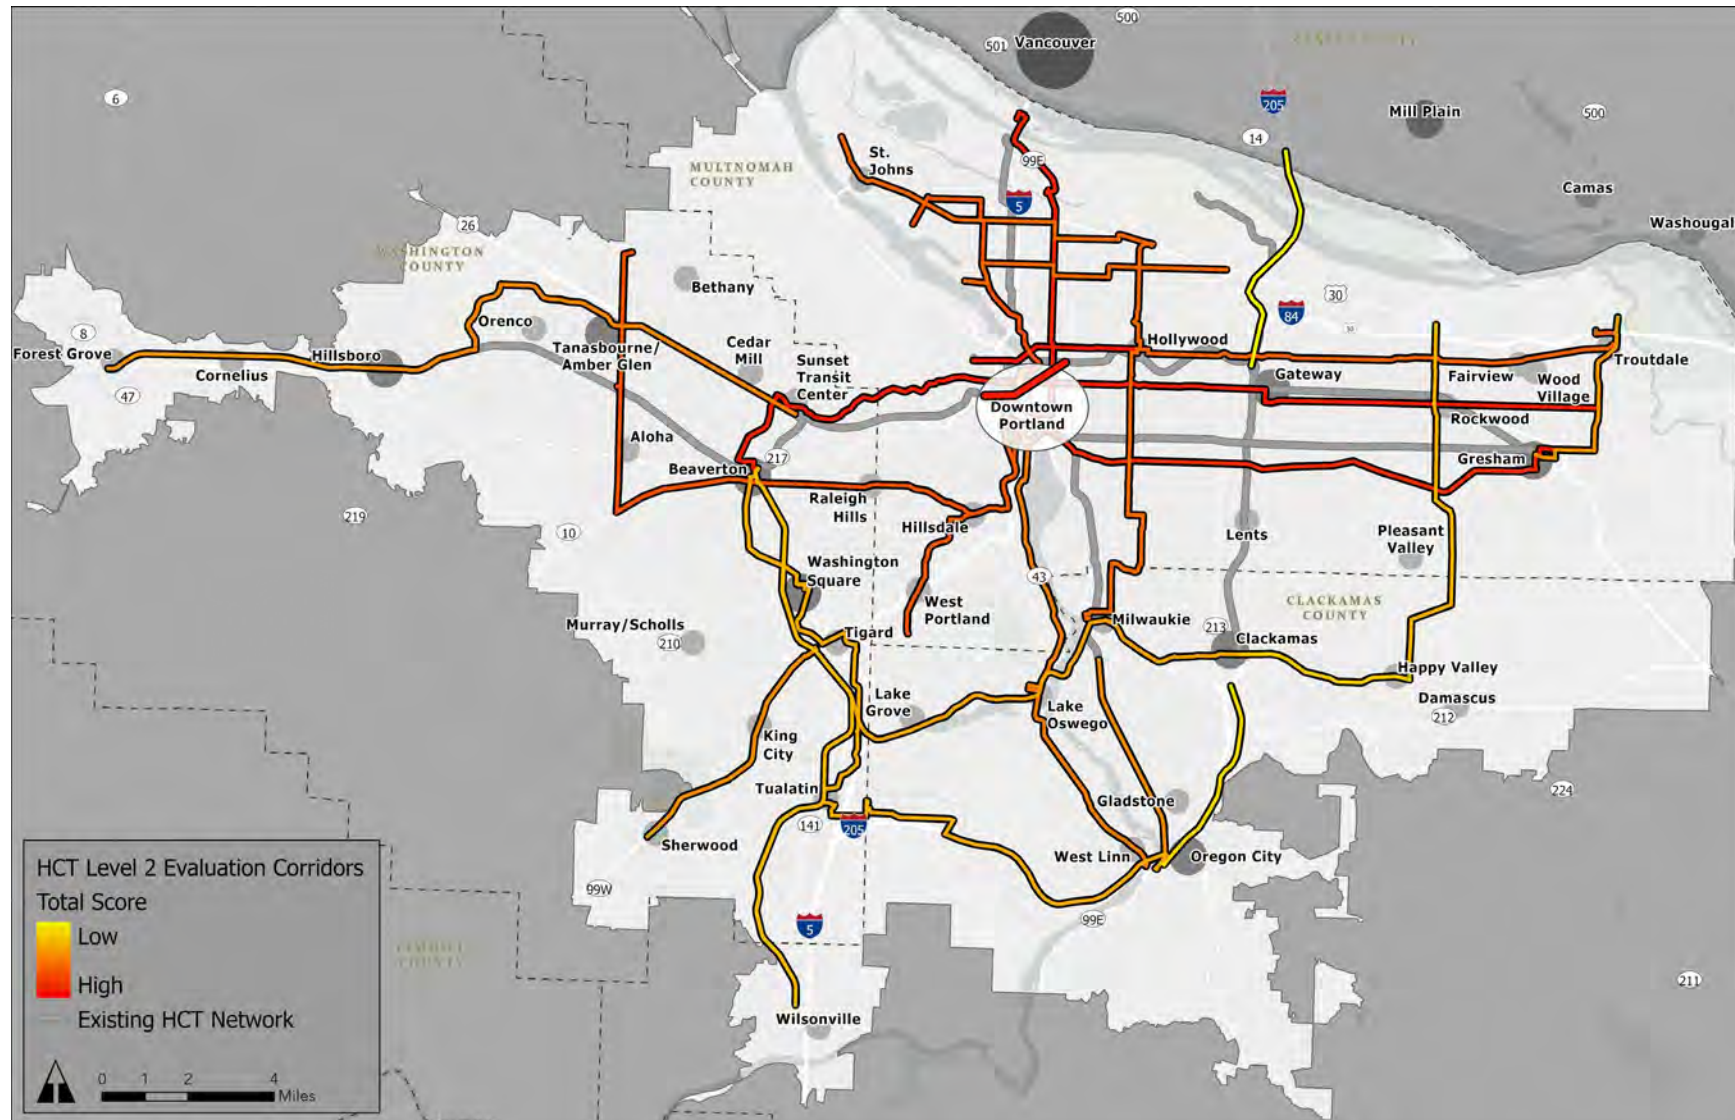 500
501
Vancouver
CLARK COUNTY
6
205
Mill Plain
500
14
99E
MULTNOMAH
COUNTY
St.
Johns
Camas
5
26
Washougal
WASHINGTON
COUNTY
Bethany
30
84
8
Orenco
Forest Grove
Hillsboro
Cornelius
47
Tanasbourne/
Amber Glen
Cedar
Mill
Sunset
Transit
Center
Hollywood
Troutdale
Gateway
Fairview
Wood
Village
Rockwood
Downtown
Portland
Aloha
217
Beaverton
Gresham
Raleigh
Hills
Hillsdale
219
10
Lents
Pleasant
Valley
Washington
Square
43
West
Portland
CLACKAMAS
COUNTY
Murray/Scholls
210
Tigard
Milwaukie
213
Clackamas
Happy Valley
Lake
Grove
Lake
Oswego
Damascus
212
King
City
Tualatin
Gladstone
224
141
205
Sherwood
West Linn
Oregon City
99W
99E
5
COUNTY
211
Wilsonville
HCT Level 2 Evaluation Corridors
Total Score
Low
High
Existing HCT Network
0 1 2 4
Miles